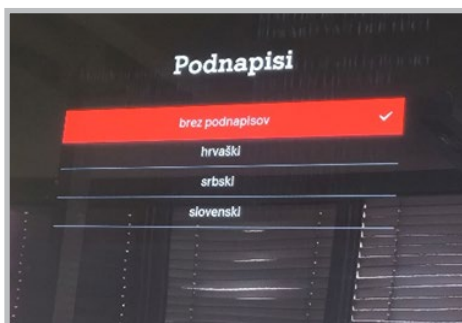 Podnapisi
brez podnapisov
hrvaški
srbski
slovenski